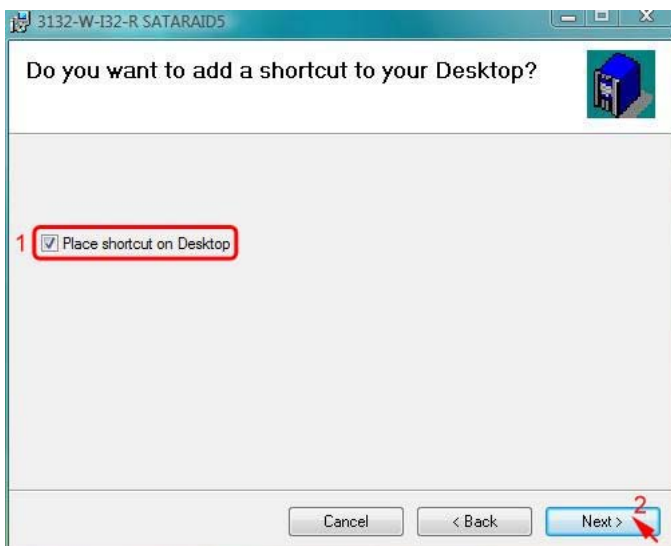 3132-W-I32-R SATARAID5
Do you want to add a shortcut to your Desktop?
1
Place shortcut on Desktop
Cancel
< Back
Next >
2